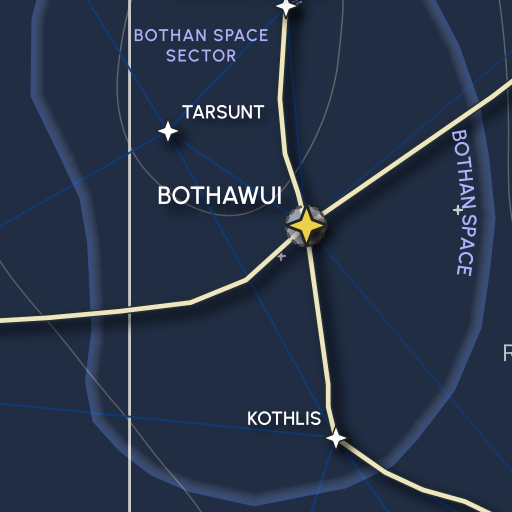 BOTHAN SPACE
SECTOR
TARSUNT
BOTHAWUI
BOTHAN SPACE
KOTHLIS